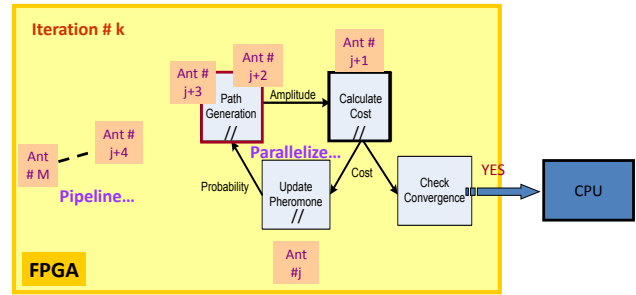 Iteration # k
Ant #
j+1
Ant #
j+2
Ant #
j+3
Path
Generation
//
Amplitude
Calculate
Cost
//
Ant #
j+4
Ant
# M
Pipeline...
Parallelize...
Probability
Update
Pheromone
//
Cost
Check
Convergence
YES
CPU
Ant
#j
FPGA